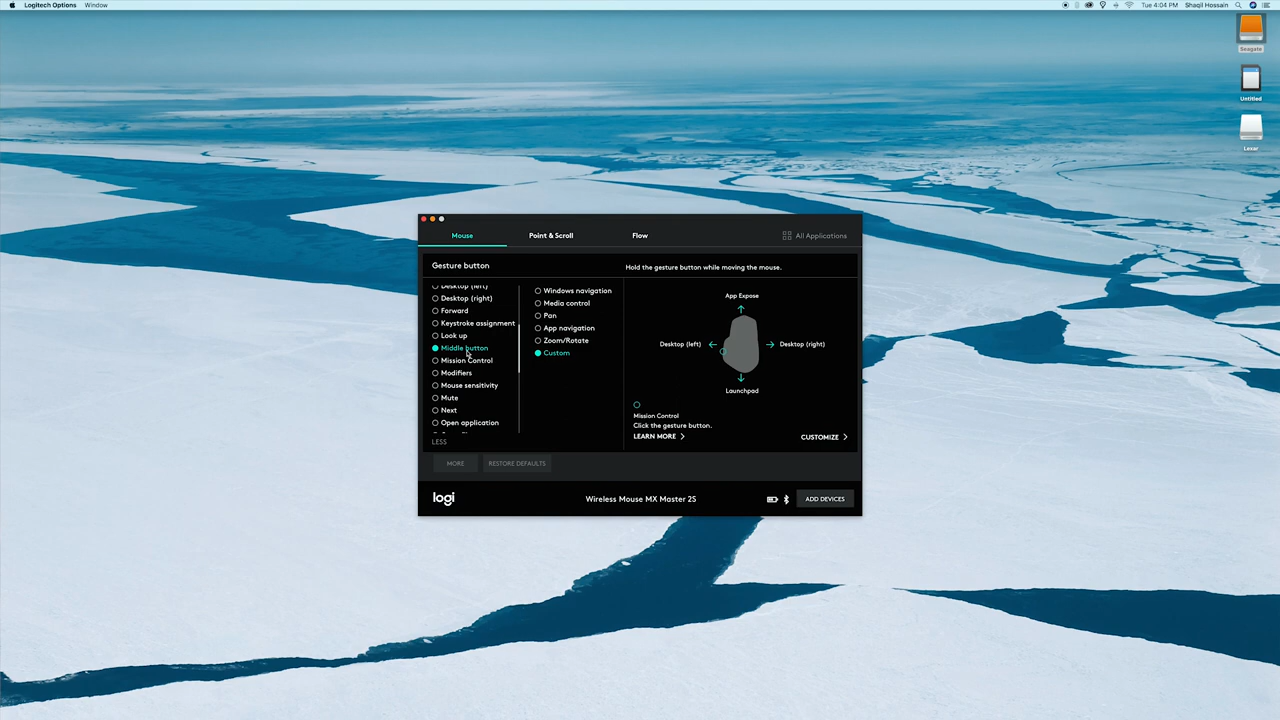 Logitech Options Window
Tue 4:04 PM Shaqil Hossain
Seagate
Untitled
Lexar
Mouse Point & Scroll Flow All Applications
Gesture button
Hold the gesture button while moving the mouse.
Desktop (left)
Desktop (right)
Forward
Keystroke assignment
Look up
Middle button
Mission Control
Modifiers
Mouse sensitivity
Mute
Next
Open application
LESS
Windows navigation
Media control
Pan
App navigation
Zoom/Rotate
Custom
App Expose
Desktop (left) Desktop (right)
Launchpad
Mission Control
Click the gesture button.
LEARN MORE
CUSTOMIZE
MORE RESTORE DEFAULTS
logi Wireless Mouse MX Master 2S ADD DEVICES